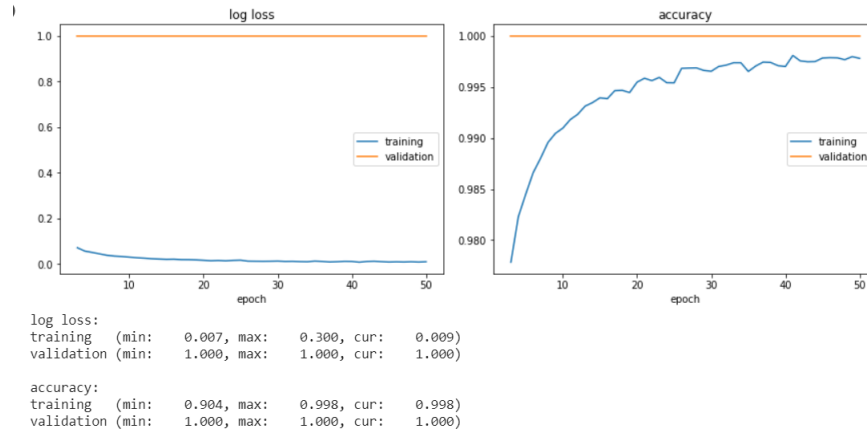 )
log loss
1.0
0.8
0.6
0.4
0.2
0.0
training
validation
10
20
30
40
50
epoch
accuracy
1.000
0.995
0.990
0.985
0.980
training
validation
10
20
30
40
50
epoch
log loss:
training (min: 0.007, max: 0.300, cur: 0.009)
validation (min: 1.000, max: 1.000, cur: 1.000)
accuracy:
training (min: 0.904, max: 0.998, cur: 0.998)
validation (min: 1.000, max: 1.000, cur: 1.000)